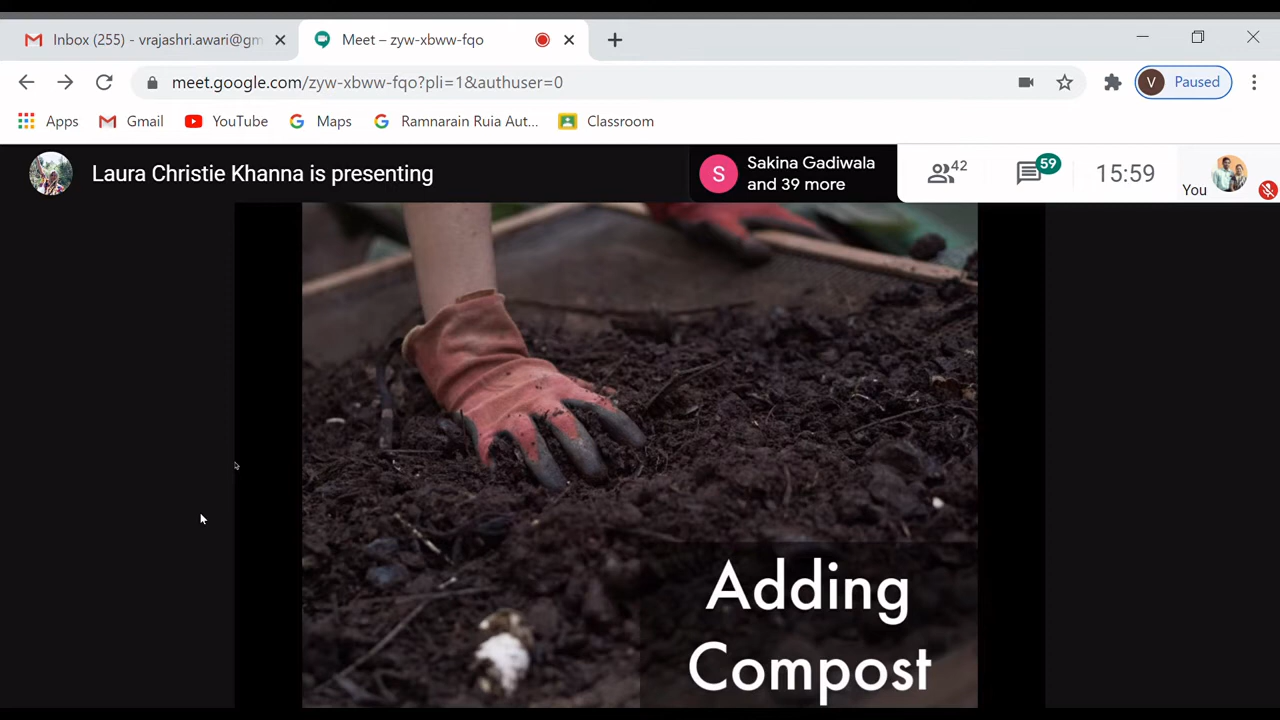 Inbox (255) - vrajashri.awari@gm
Meet – zyw-xbww-fqo
meet.google.com/zyw-xbww-fqo?pli=1&authuser=0
V Paused
Apps Gmail YouTube Maps Ramnarain Ruia Aut... Classroom
Laura Christie Khanna is presenting
S
Sakina Gadiwala
and 39 more
42
59
15:59
You
Adding
Compost